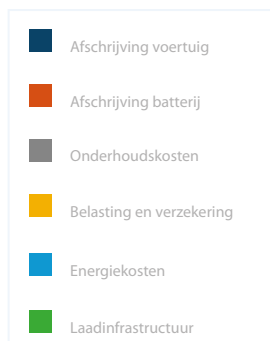 Afschrijving voertuig
Afschrijving batterij
Onderhoudskosten
Belasting en verzekering
Energiekosten
Laadinfrastructuur